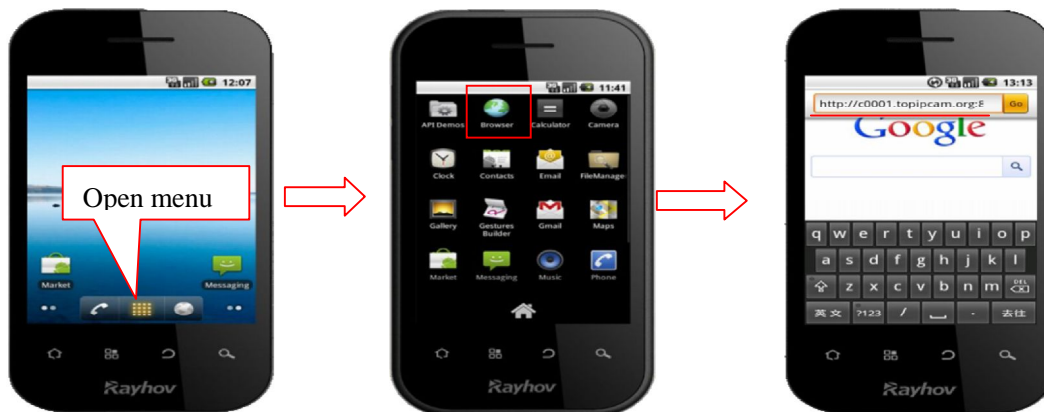 12:07
Open menu
Market
Messaging
Rayhov
11:41
API Demos Browser Calculator Camera
Clock Contacts Email FileManage
Gallery Gestures Builder Gmail Maps
Market Messaging Music Phone
Rayhov
13:13
http://c0001.topipcam.org:8 Go
Google
q w e r t y u i o p
a s d f g h j k l
z x c v b n m DEL
英文 ?123 / - 去往
Rayhov